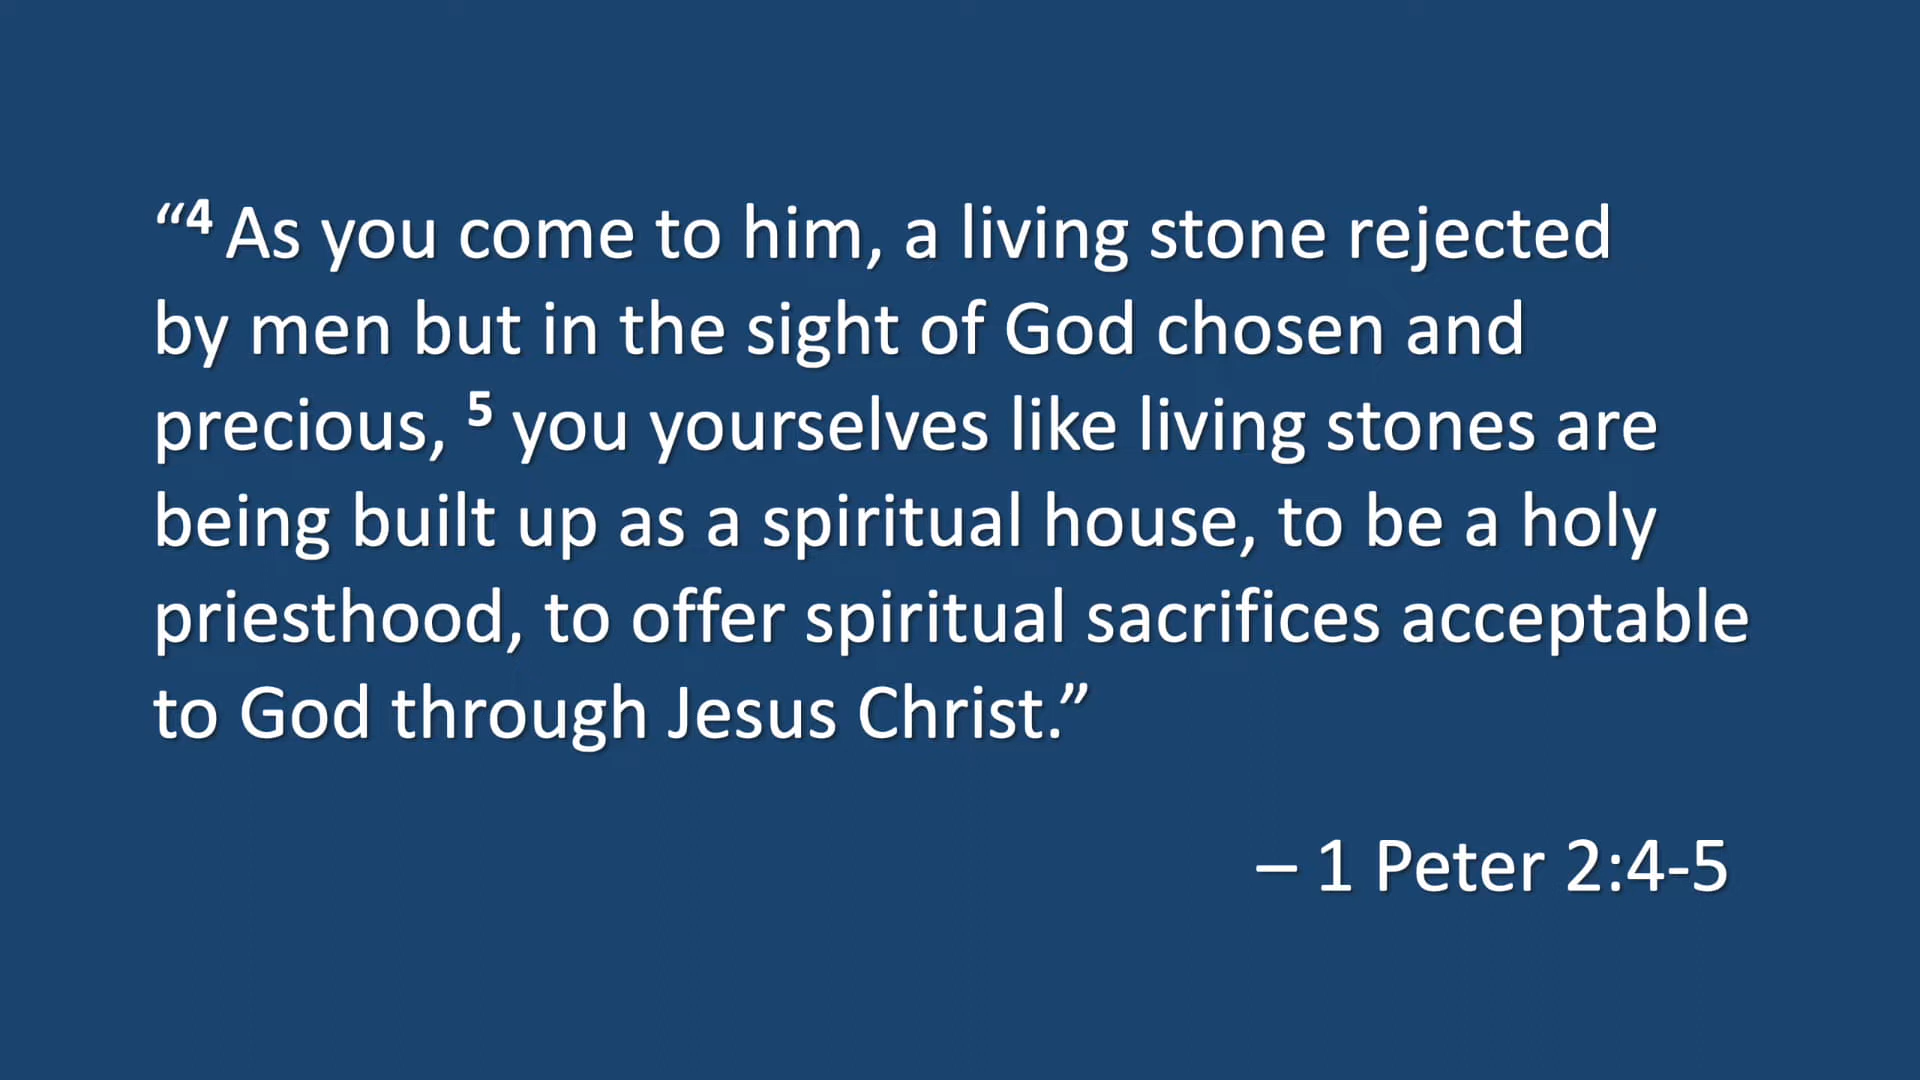 “⁴ As you come to him, a living stone rejected
by men but in the sight of God chosen and
precious, ⁵ you yourselves like living stones are
being built up as a spiritual house, to be a holy
priesthood, to offer spiritual sacrifices acceptable
to God through Jesus Christ.”
– 1 Peter 2:4-5